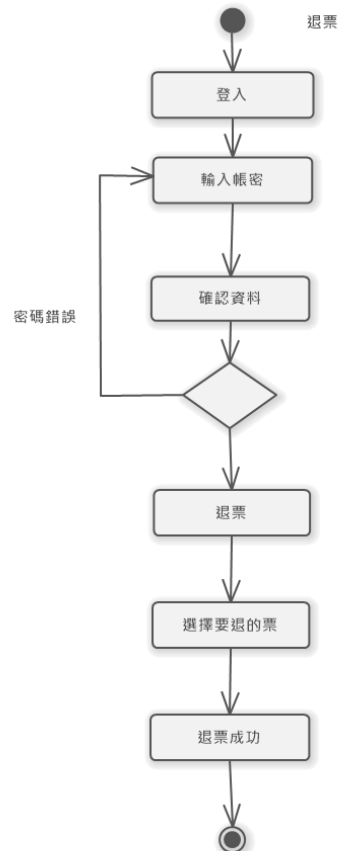 退票
登入
輸入帳密
確認資料
密碼錯誤
退票
選擇要退的票
退票成功